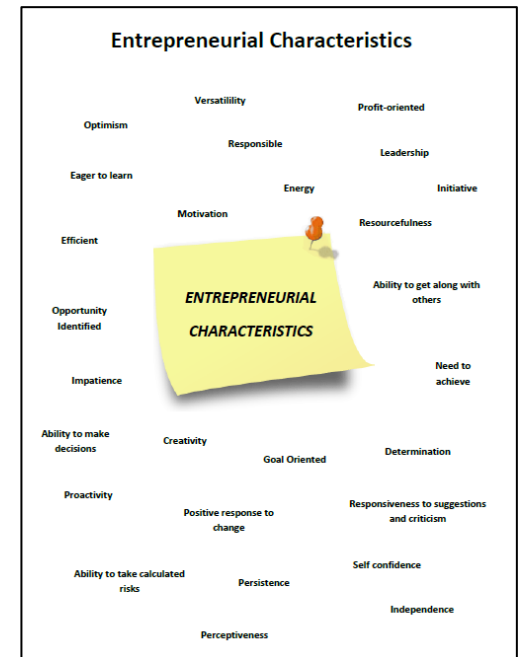 Entrepreneurial Characteristics
Versatilility
Profit-oriented
Optimism
Responsible
Leadership
Eager to learn
Energy
Initiative
Motivation
Resourcefulness
Efficient
Ability to get along with
others
ENTREPRENEURIAL
CHARACTERISTICS
Opportunity
Identified
Need to
achieve
Impatience
Ability to make
decisions
Creativity
Goal Oriented
Determination
Proactivity
Positive response to
change
Responsiveness to suggestions
and criticism
Self confidence
Ability to take calculated
risks
Persistence
Independence
Perceptiveness